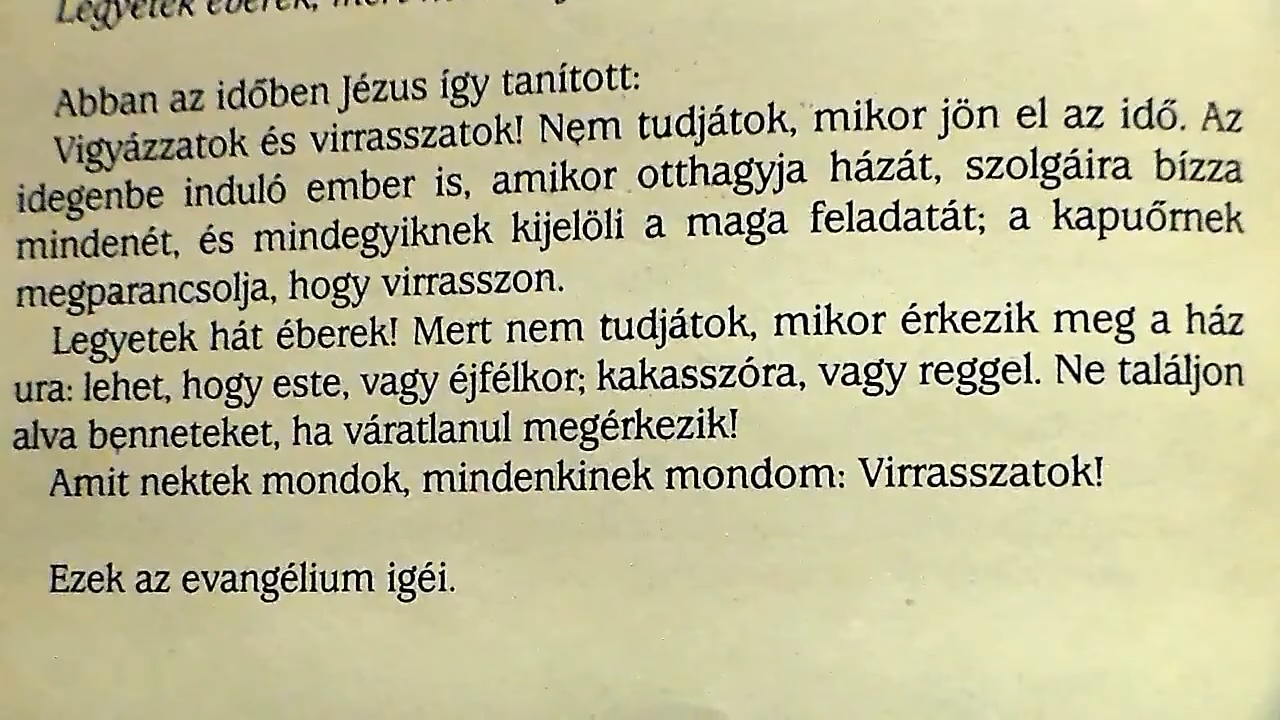 Legyetek éberek, mert
Abban az időben Jézus így tanított:
Vigyázzatok és virrasszatok! Nem tudjátok, mikor jön el az idő. Az
idegenbe induló ember is, amikor otthagyja házát, szolgáira bízza
mindenét, és mindegyiknek kijelöli a maga feladatát; a kapuőrnek
megparancsolja, hogy virrasszon.
Legyetek hát éberek! Mert nem tudjátok, mikor érkezik meg a ház
ura: lehet, hogy este, vagy éjfélkor; kakasszóra, vagy reggel. Ne találjon
alva benneteket, ha váratlanul megérkezik!
Amit nektek mondok, mindenkinek mondom: Virrasszatok!
Ezek az evangélium igéi.